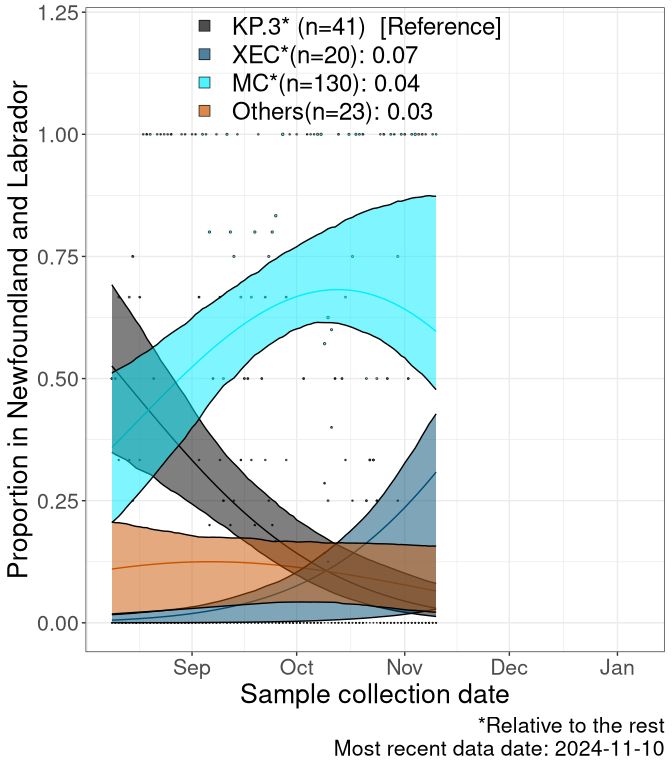 KP.3* (n=41)  [Reference]
XEC*(n=20): 0.07
MC*(n=130): 0.04
Others(n=23): 0.03
1.25
1.00
0.75
0.50
0.25
0.00
Proportion in Newfoundland and Labrador
Sep Oct Nov Dec Jan
Sample collection date
*Relative to the rest
Most recent data date: 2024-11-10